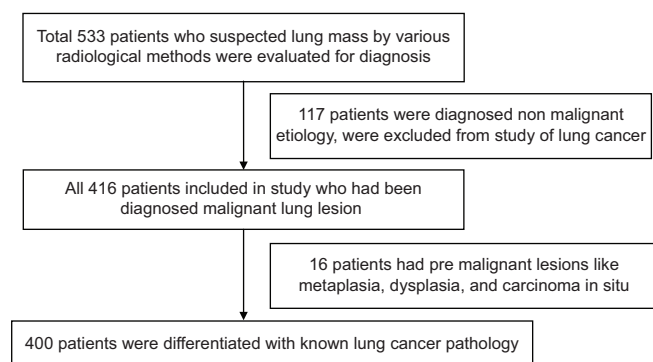 Total 533 patients who suspected lung mass by various
radiological methods were evaluated for diagnosis
117 patients were diagnosed non malignant
etiology, were excluded from study of lung cancer
All 416 patients included in study who had been
diagnosed malignant lung lesion
16 patients had pre malignant lesions like
metaplasia, dysplasia, and carcinoma in situ
400 patients were differentiated with known lung cancer pathology